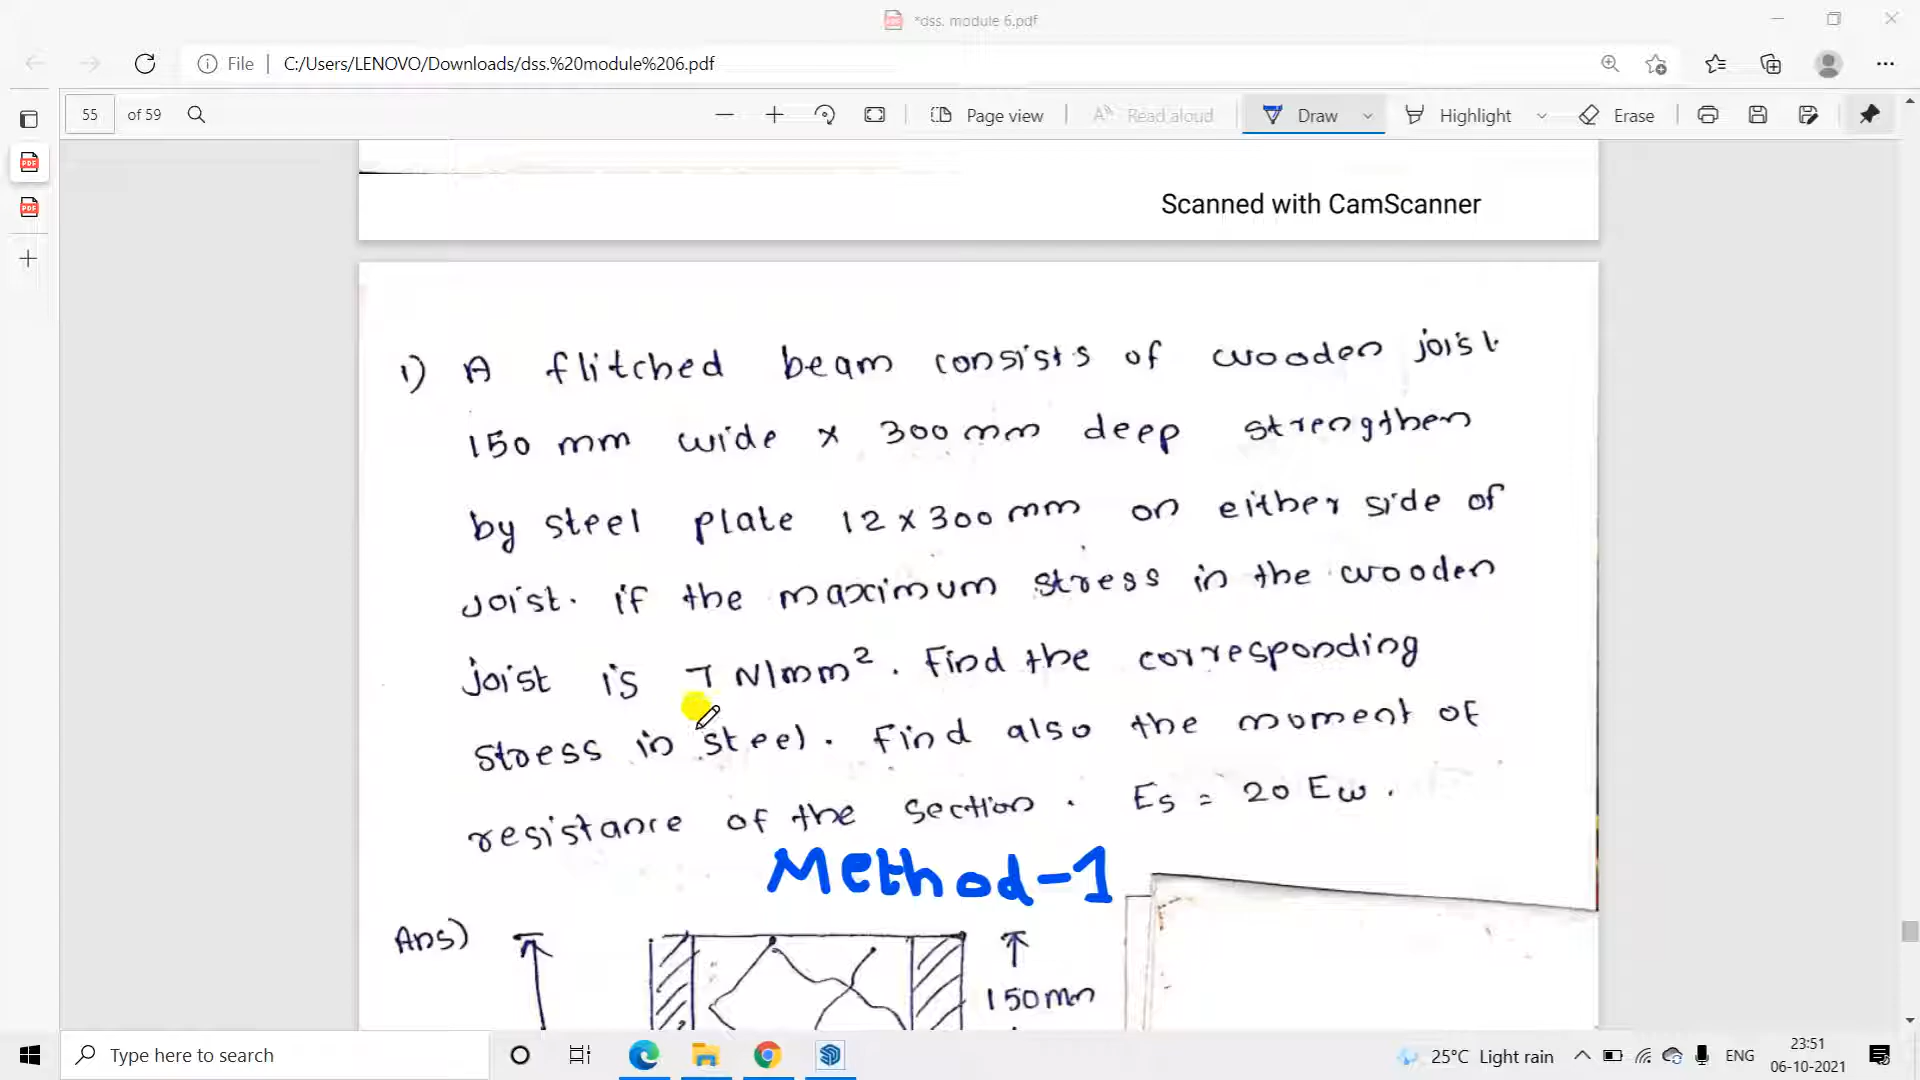 *dss. module 6.pdf
File | C:/Users/LENOVO/Downloads/dss.%20module%206.pdf
55 of 59 Page view Read aloud Draw Highlight Erase
Scanned with CamScanner
1) A flitched beam consists of wooden joist
150 mm wide x 300 mm deep strengthen
by steel plate 12 x 300 mm on either side of
Joist. if the maximum stress in the wooden
joist is 7 N/mm². Find the corresponding
stress in steel. Find also the moment of
resistance of the section. Es = 20 Ew.
Method-1
Ans)
150mm
Type here to search
25°C Light rain ENG 23:51
06-10-2021